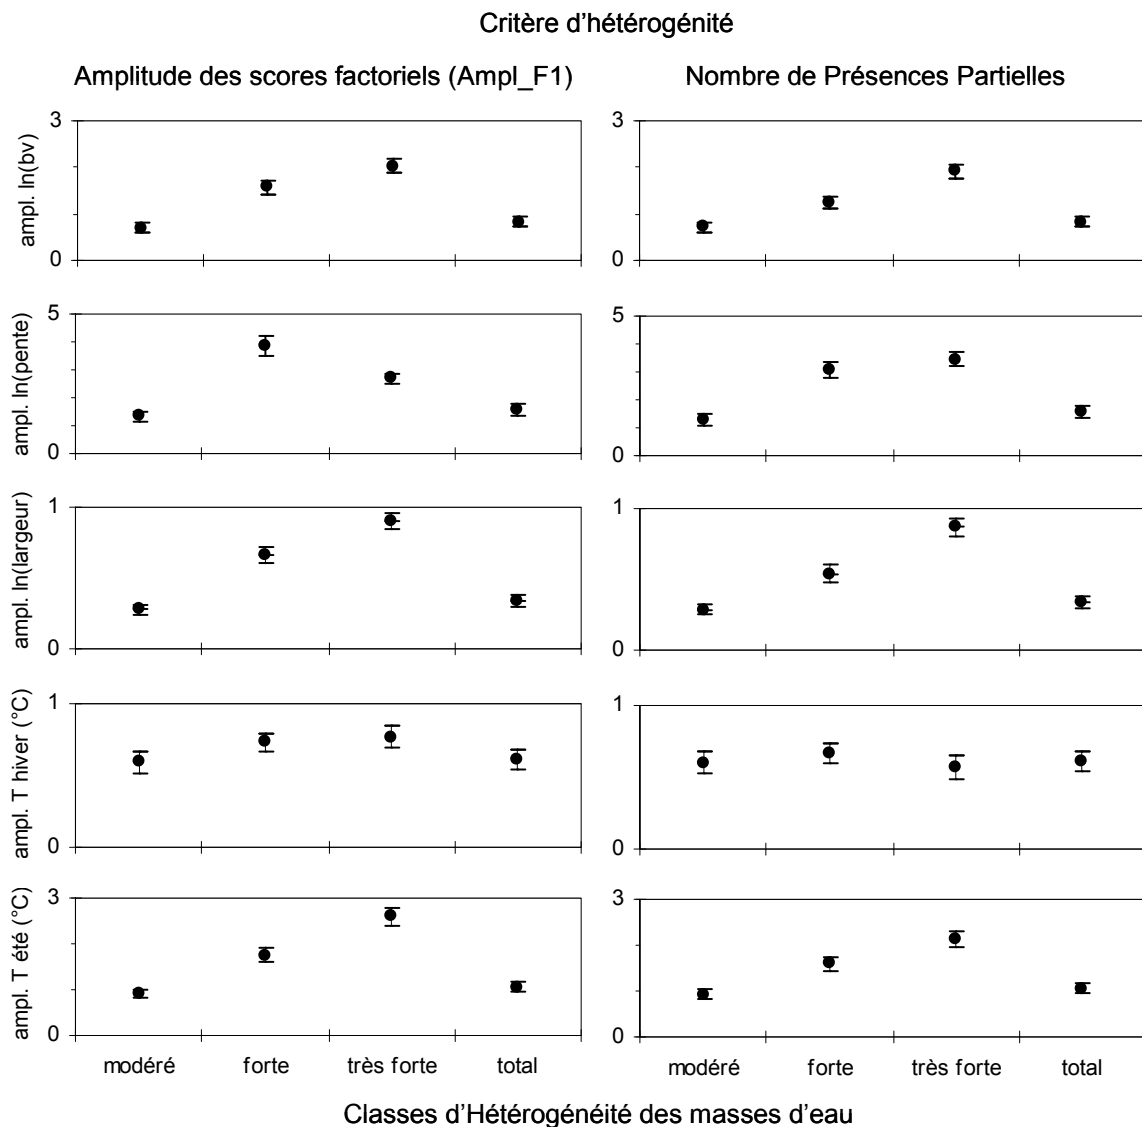 Critère d'hétérogénité
Amplitude des scores factoriels (Ampl_F1)
Nombre de Présences Partielles
ampl. ln(bv)
3
0
3
0
ampl. ln(pente)
5
0
5
0
ampl. ln(largeur)
1
0
1
0
ampl. T hiver (°C)
1
0
1
0
ampl. T été (°C)
3
0
3
0
modéré forte très forte total
modéré forte très forte total
Classes d'Hétérogénéité des masses d'eau